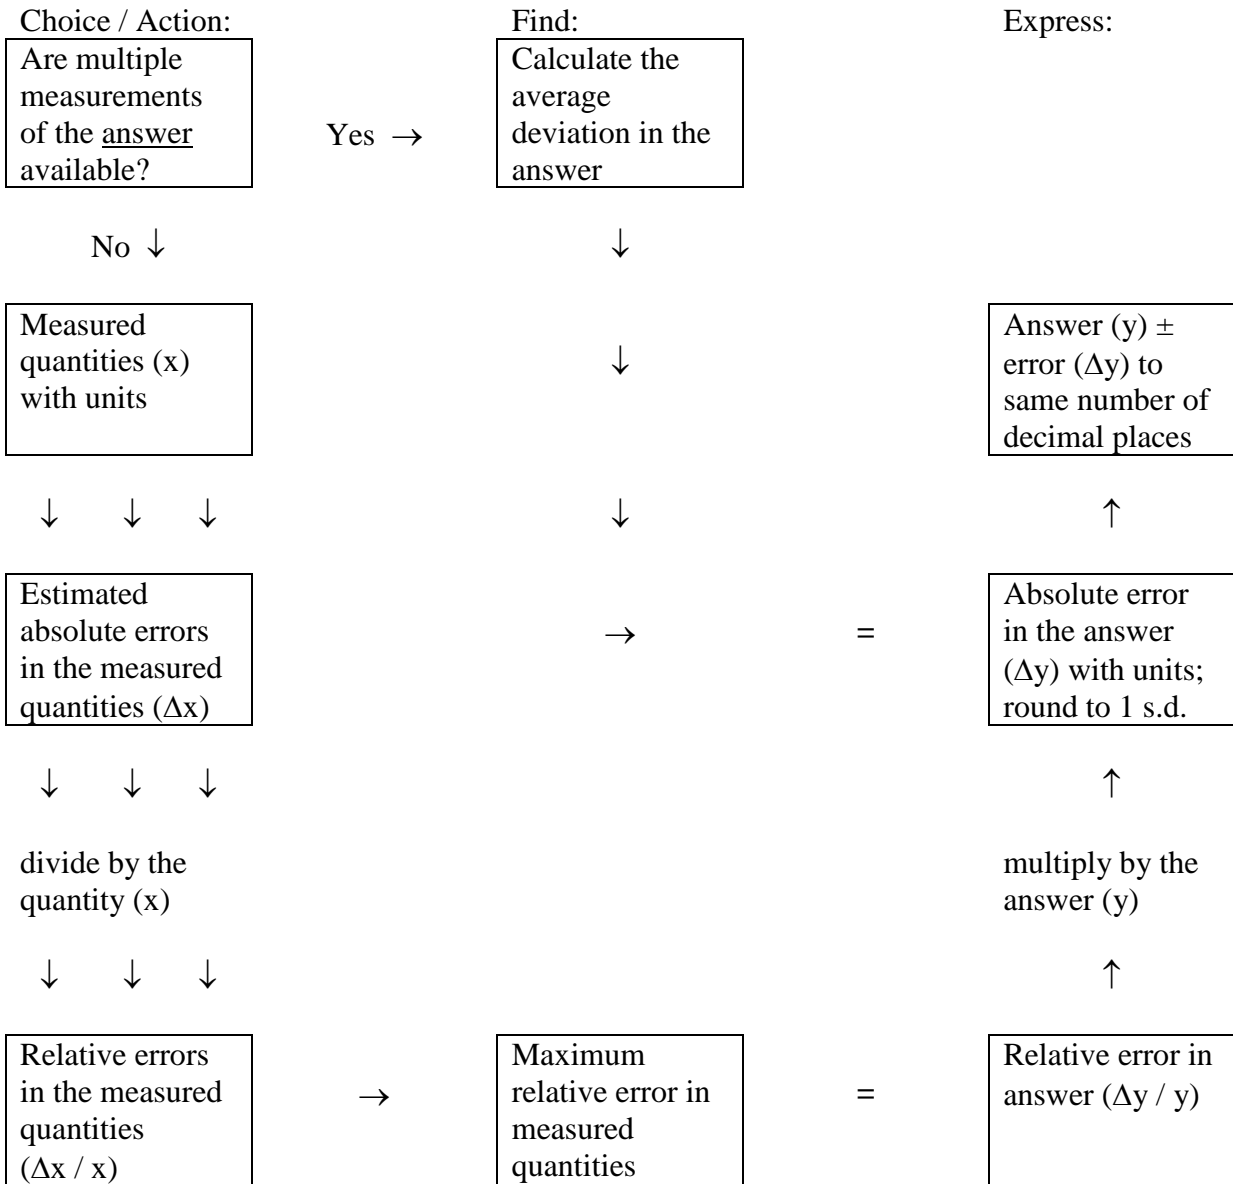 Choice / Action:
Find:
Express:
Are multiple
measurements
of the answer
available?
Yes →
Calculate the
average
deviation in the
answer
No ↓
↓
Measured
quantities (x)
with units
↓
Answer (y) ±
error (Δy) to
same number of
decimal places
↓ ↓ ↓
↓
↑
Estimated
absolute errors
in the measured
quantities (Δx)
→
=
Absolute error
in the answer
(Δy) with units;
round to 1 s.d.
↓ ↓ ↓
↑
divide by the
quantity (x)
multiply by the
answer (y)
↓ ↓ ↓
↑
Relative errors
in the measured
quantities
(Δx / x)
→
Maximum
relative error in
measured
quantities
=
Relative error in
answer (Δy / y)